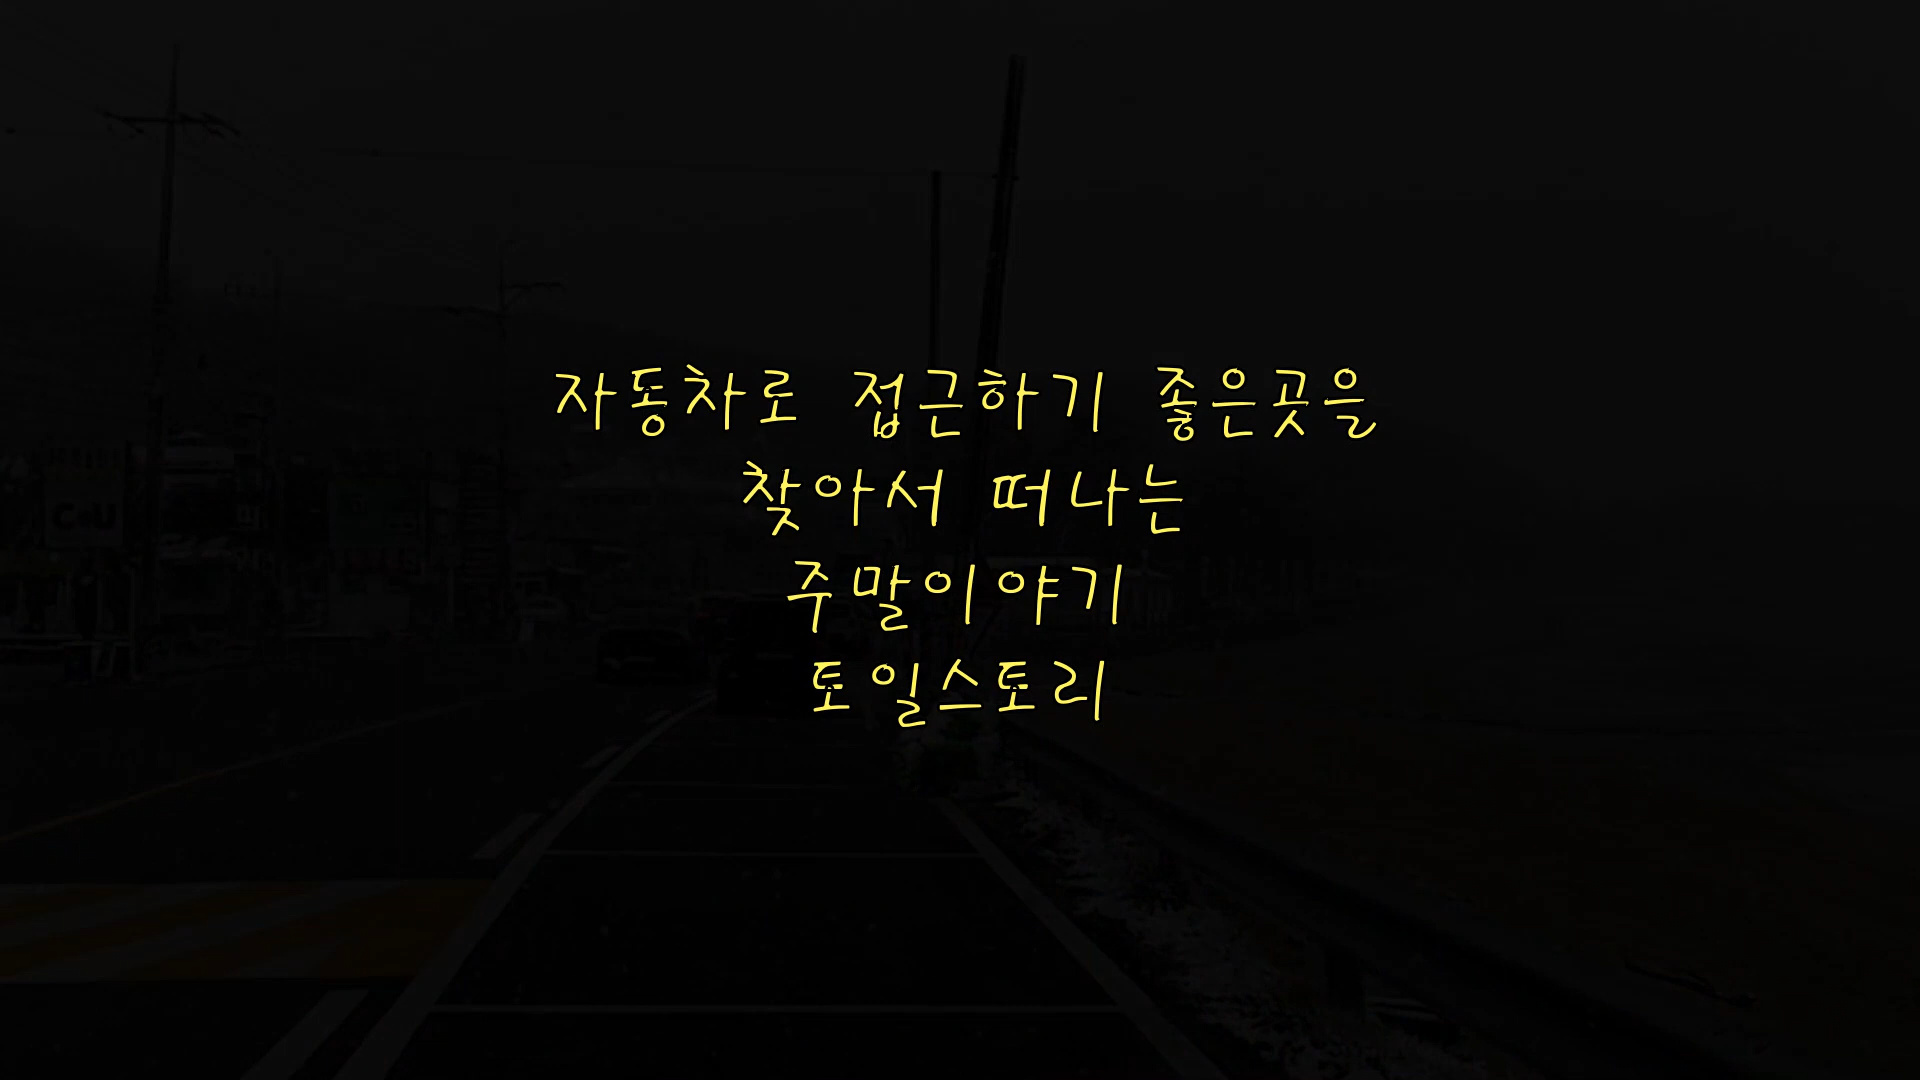 자동차로 접근하기 좋은곳을
찾아서 떠나는
주말이야기
토일스토리
CU